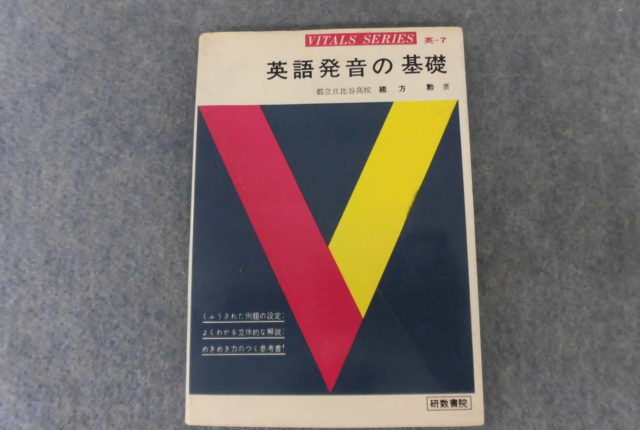 VITALS SERIES 英-7
英語発音の基礎
都立日比谷高校 緒方 勲 著
くふうされた例題の設定!
よくわかる立体的な解説!
めきめき力のつく参考書!
研数書院